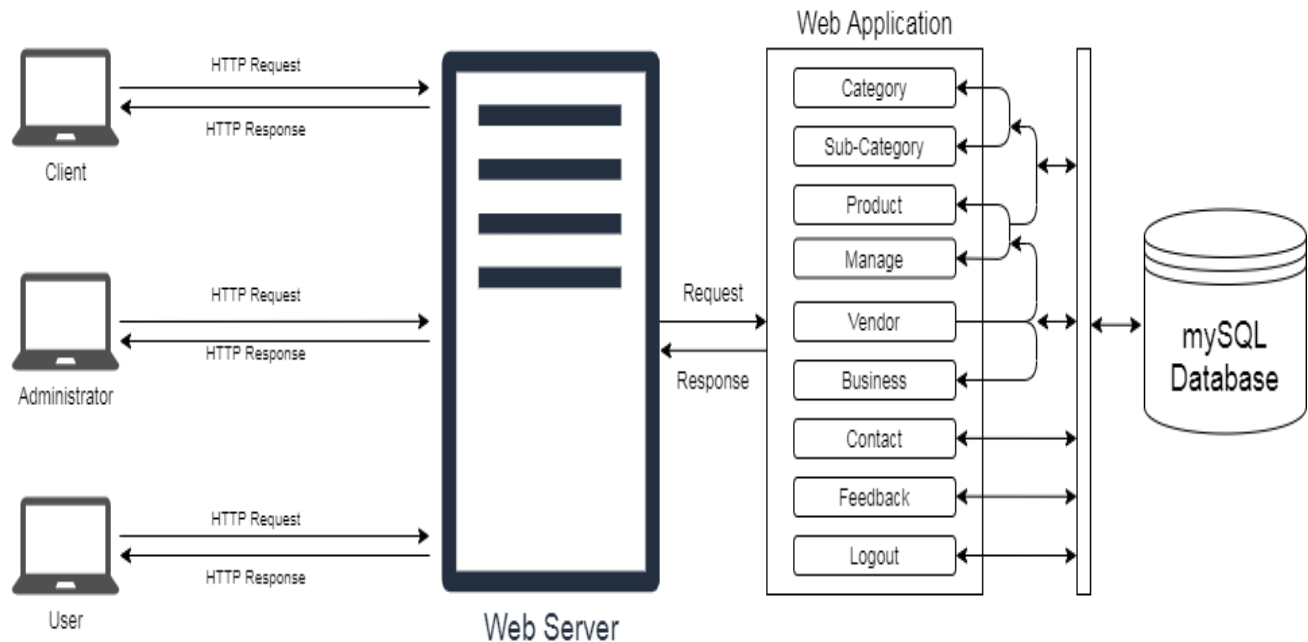 Web Application
HTTP Request
HTTP Response
Client
HTTP Request
HTTP Response
Administrator
HTTP Request
HTTP Response
User
Web Server
Request
Response
Category
Sub-Category
Product
Manage
Vendor
Business
Contact
Feedback
Logout
mySQL
Database